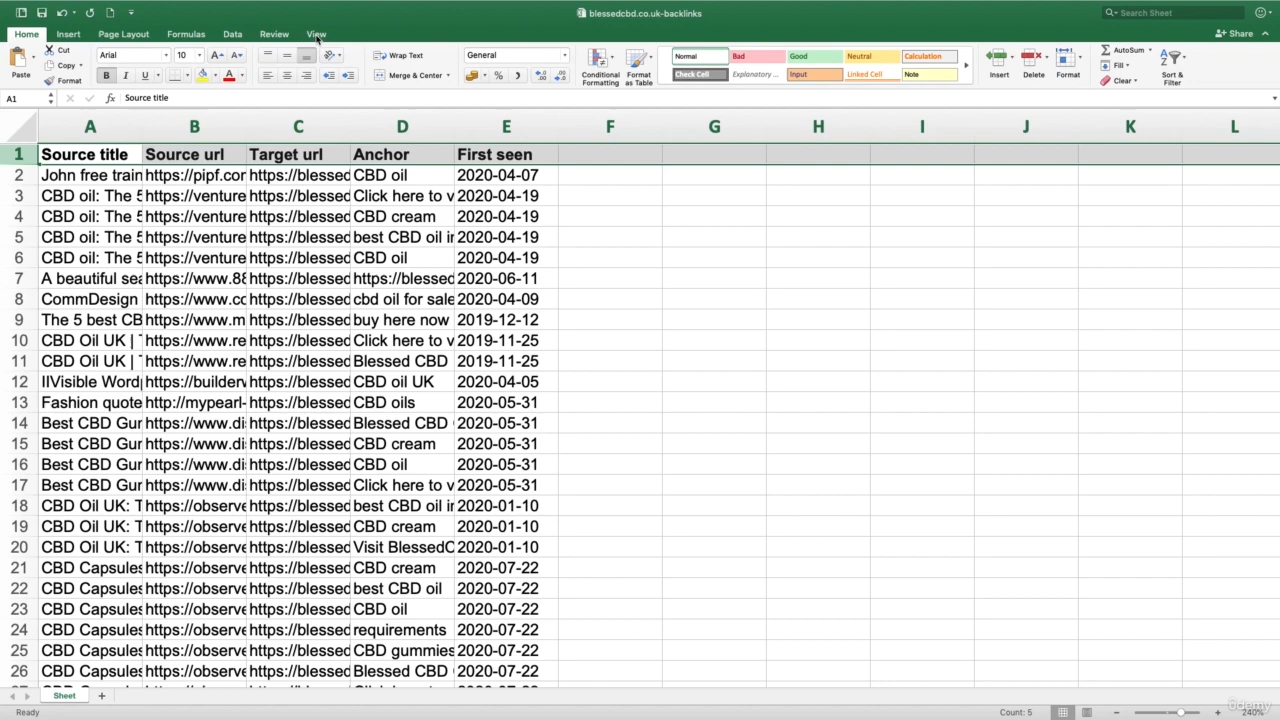 blessedcbd.co.uk-backlinks
Search Sheet
Home Insert Page Layout Formulas Data Review View
Share
Paste
Cut
Copy
Format
Arial 10
B I U
Wrap Text
Merge & Center
General
Conditional Formatting
Format as Table
Normal Bad Good Neutral Calculation
Check Cell Explanatory ... Input Linked Cell Note
Insert Delete Format
AutoSum
Fill
Clear
Sort & Filter
A1 fx Source title
A B C D E F G H I J K L
1 Source title Source url Target url Anchor First seen
2 John free train https://pipf.cor https://blessed CBD oil 2020-04-07
3 CBD oil: The 5 https://venture https://blessed Click here to v 2020-04-19
4 CBD oil: The 5 https://venture https://blessed CBD cream 2020-04-19
5 CBD oil: The 5 https://venture https://blessed best CBD oil in 2020-04-19
6 CBD oil: The 5 https://venture https://blessed CBD oil 2020-04-19
7 A beautiful sea https://www.88 https://blessed https://blessed 2020-06-11
8 CommDesign https://www.co https://blessed cbd oil for sale 2020-04-09
9 The 5 best CB https://www.m https://blessed buy here now 2019-12-12
10 CBD Oil UK | T https://www.re https://blessed Click here to v 2019-11-25
11 CBD Oil UK | T https://www.re https://blessed Blessed CBD 2019-11-25
12 IIVisible Wordp https://builderv https://blessed CBD oil UK 2020-04-05
13 Fashion quote http://mypearl- https://blessed CBD oils 2020-05-31
14 Best CBD Gur https://www.di https://blessed Blessed CBD 2020-05-31
15 Best CBD Gur https://www.di https://blessed CBD cream 2020-05-31
16 Best CBD Gur https://www.di https://blessed CBD oil 2020-05-31
17 Best CBD Gur https://www.di https://blessed Click here to v 2020-05-31
18 CBD Oil UK: T https://observe https://blessed best CBD oil in 2020-01-10
19 CBD Oil UK: T https://observe https://blessed CBD cream 2020-01-10
20 CBD Oil UK: T https://observe https://blessed Visit BlessedC 2020-01-10
21 CBD Capsules https://observe https://blessed CBD cream 2020-07-22
22 CBD Capsules https://observe https://blessed best CBD oil 2020-07-22
23 CBD Capsules https://observe https://blessed CBD oil 2020-07-22
24 CBD Capsules https://observe https://blessed requirements 2020-07-22
25 CBD Capsules https://observe https://blessed CBD gummies 2020-07-22
26 CBD Capsules https://observe https://blessed Blessed CBD 2020-07-22
Sheet
Ready
Count: 5
240%
ûdemy